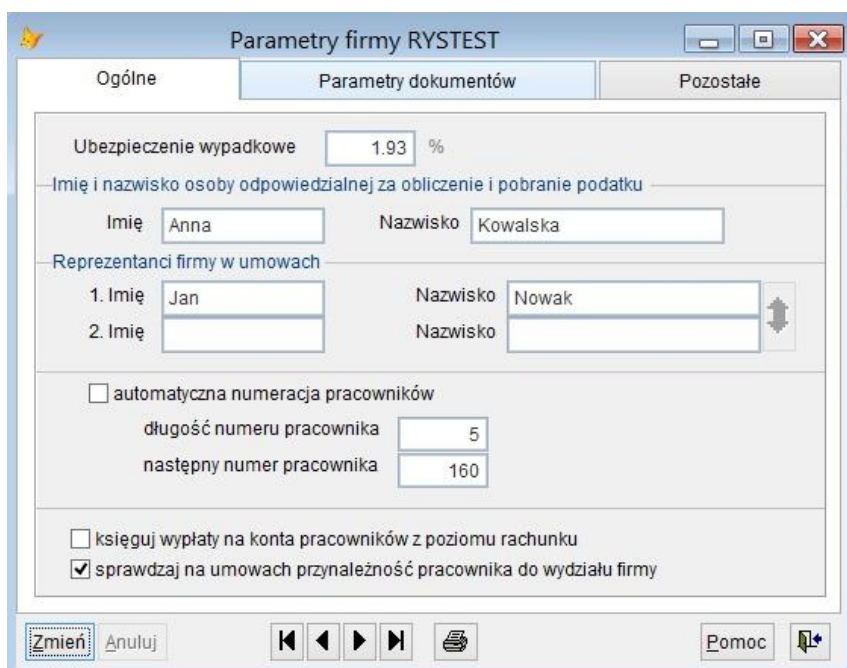 Parametry firmy RYSTEST
Ogólne Parametry dokumentów Pozostałe
Ubezpieczenie wypadkowe 1.93 %
Imię i nazwisko osoby odpowiedzialnej za obliczenie i pobranie podatku
Imię Anna Nazwisko Kowalska
Reprezentanci firmy w umowach
1. Imię Jan Nazwisko Nowak
2. Imię Nazwisko
automatyczna numeracja pracowników
długość numeru pracownika 5
następny numer pracownika 160
księguj wypłaty na konta pracowników z poziomu rachunku
sprawdzaj na umowach przynależność pracownika do wydziału firmy
Zmień Anuluj Pomoc